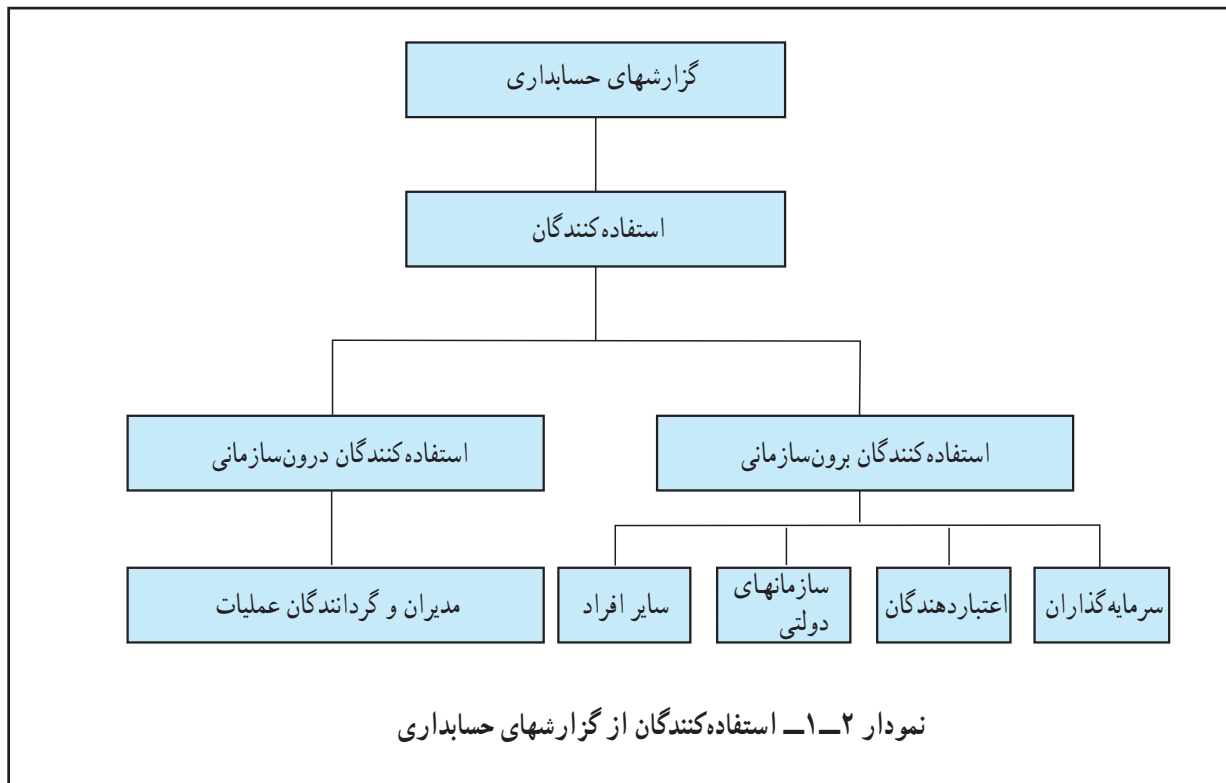 گزارشهای حسابداری
استفاده‌کنندگان
استفاده‌کنندگان برون‌سازمانی
استفاده‌کنندگان درون‌سازمانی
سرمایه‌گذاران
اعتباردهندگان
سازمانهای
دولتی
سایر افراد
مدیران و گردانندگان عملیات
نمودار ۲ــ۱ــ استفاده‌کنندگان از گزارشهای حسابداری